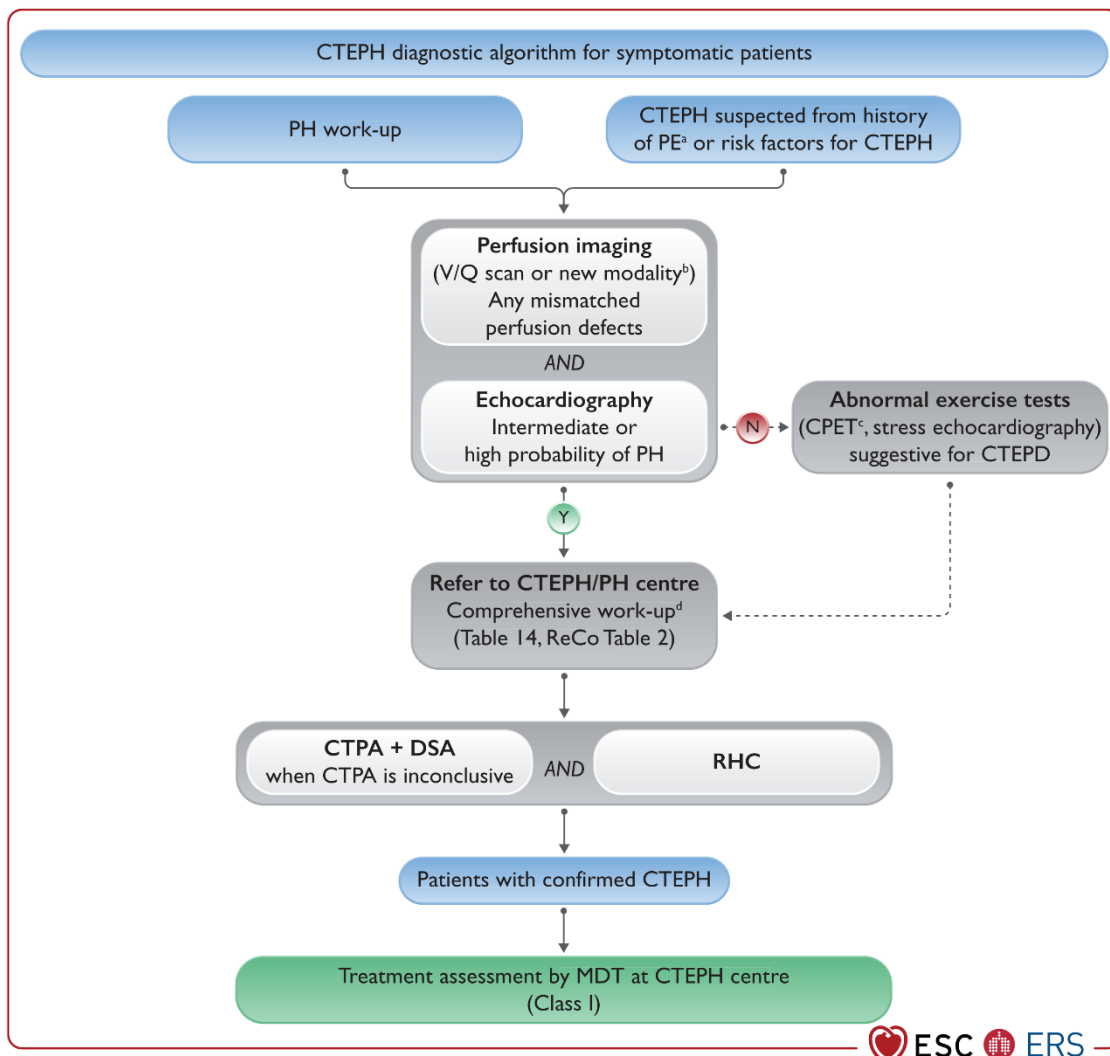 CTEPH diagnostic algorithm for symptomatic patients
PH work-up
CTEPH suspected from history
of PEᵃ or risk factors for CTEPH
Perfusion imaging
(V/Q scan or new modalityᵇ)
Any mismatched
perfusion defects
AND
Echocardiography
Intermediate or
high probability of PH
N
Abnormal exercise tests
(CPETᶜ, stress echocardiography)
suggestive for CTEPD
Y
Refer to CTEPH/PH centre
Comprehensive work-upᵈ
(Table 14, ReCo Table 2)
CTPA + DSA
when CTPA is inconclusive
AND
RHC
Patients with confirmed CTEPH
Treatment assessment by MDT at CTEPH centre
(Class I)
ESC ERS